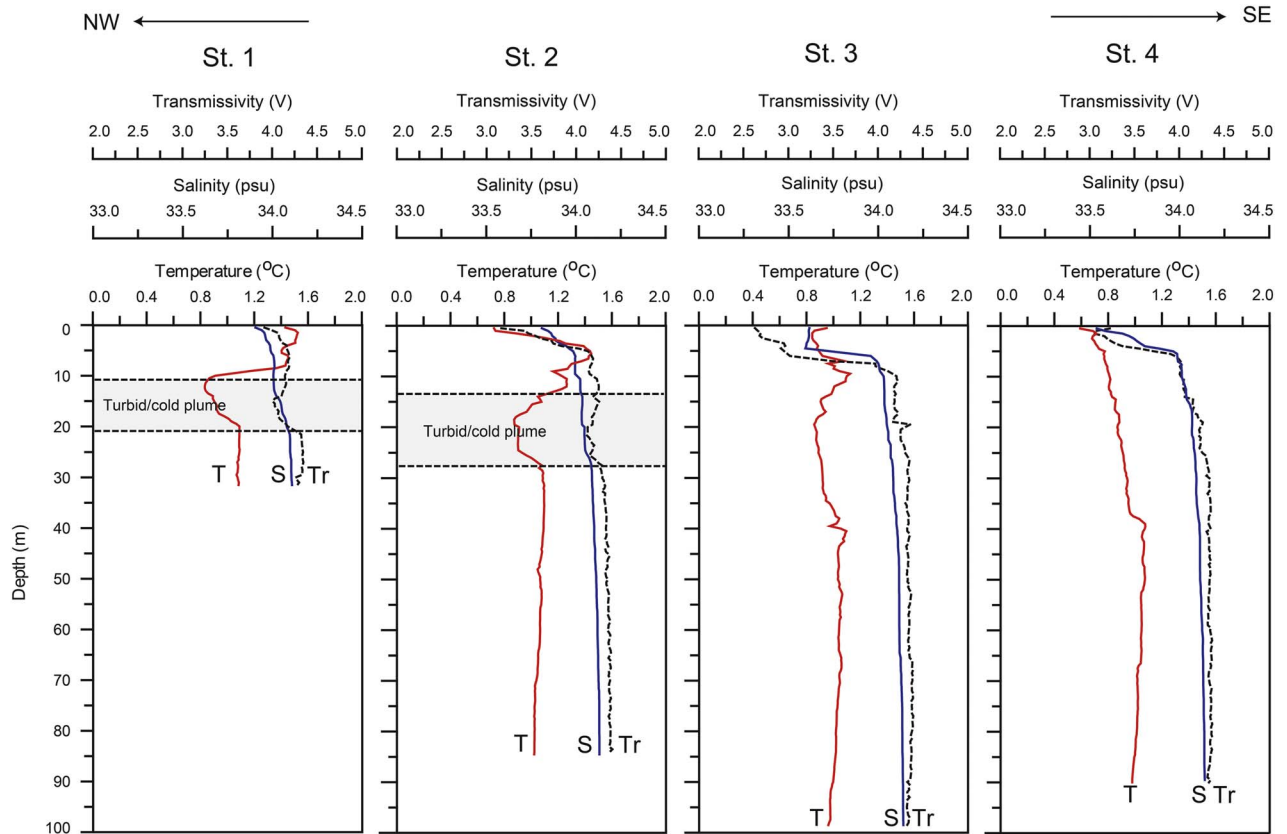 NW SE
St. 1 St. 2 St. 3 St. 4
Transmissivity (V) Transmissivity (V) Transmissivity (V) Transmissivity (V)
2.0 2.5 3.0 3.5 4.0 4.5 5.0 2.0 2.5 3.0 3.5 4.0 4.5 5.0 2.0 2.5 3.0 3.5 4.0 4.5 5.0 2.0 2.5 3.0 3.5 4.0 4.5 5.0
Salinity (psu) Salinity (psu) Salinity (psu) Salinity (psu)
33.0 33.5 34.0 34.5 33.0 33.5 34.0 34.5 33.0 33.5 34.0 34.5 33.0 33.5 34.0 34.5
Temperature (°C) Temperature (°C) Temperature (°C) Temperature (°C)
0.0 0.4 0.8 1.2 1.6 2.0 0.0 0.4 0.8 1.2 1.6 2.0 0.0 0.4 0.8 1.2 1.6 2.0 0.0 0.4 0.8 1.2 1.6 2.0
0
10
Turbid/cold plume
20
Turbid/cold plume
T S Tr
30
40
Depth (m)
50
60
70
80
T S Tr
90
T S Tr
T S Tr
100